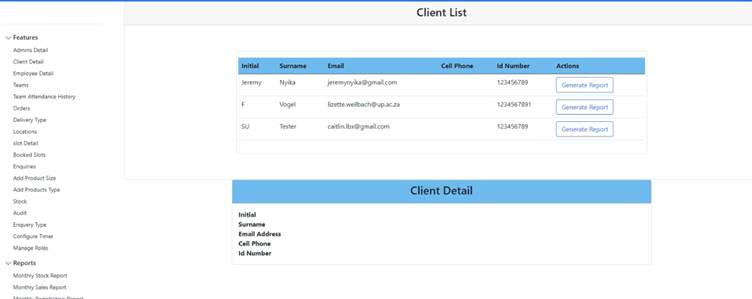 Client List
Features
Admins Detail
Client Detail
Employee Detail
Teams
Team Attendance History
Orders
Delivery Type
Locations
slot Detail
Booked Slots
Enquiries
Add Product Size
Add Products Type
Stock
Audit
Enquery Type
Configure Timer
Manage Roles
Reports
Monthly Stock Report
Monthly Sales Report
Monthly Registration Report
Initial Surname Email Cell Phone Id Number Actions
Jeremy Nyika jeremynyika@gmail.com 123456789 Generate Report
F Vogel lizette.weilbach@up.ac.za 1234567891 Generate Report
SU Tester caitlin.lbx@gmail.com 123456789 Generate Report
Client Detail
Initial
Surname
Email Address
Cell Phone
Id Number